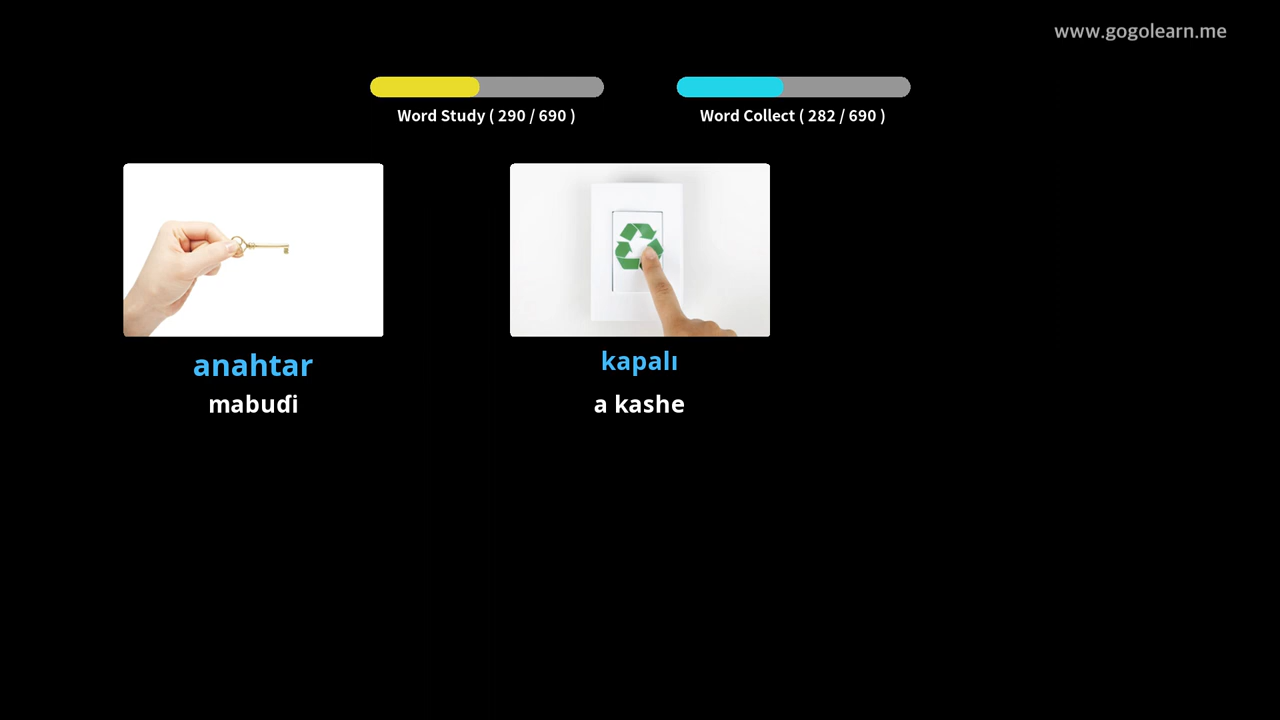 www.gogolearn.me
Word Study ( 290 / 690 )
Word Collect ( 282 / 690 )
anahtar
mabuɗi
kapalı
a kashe